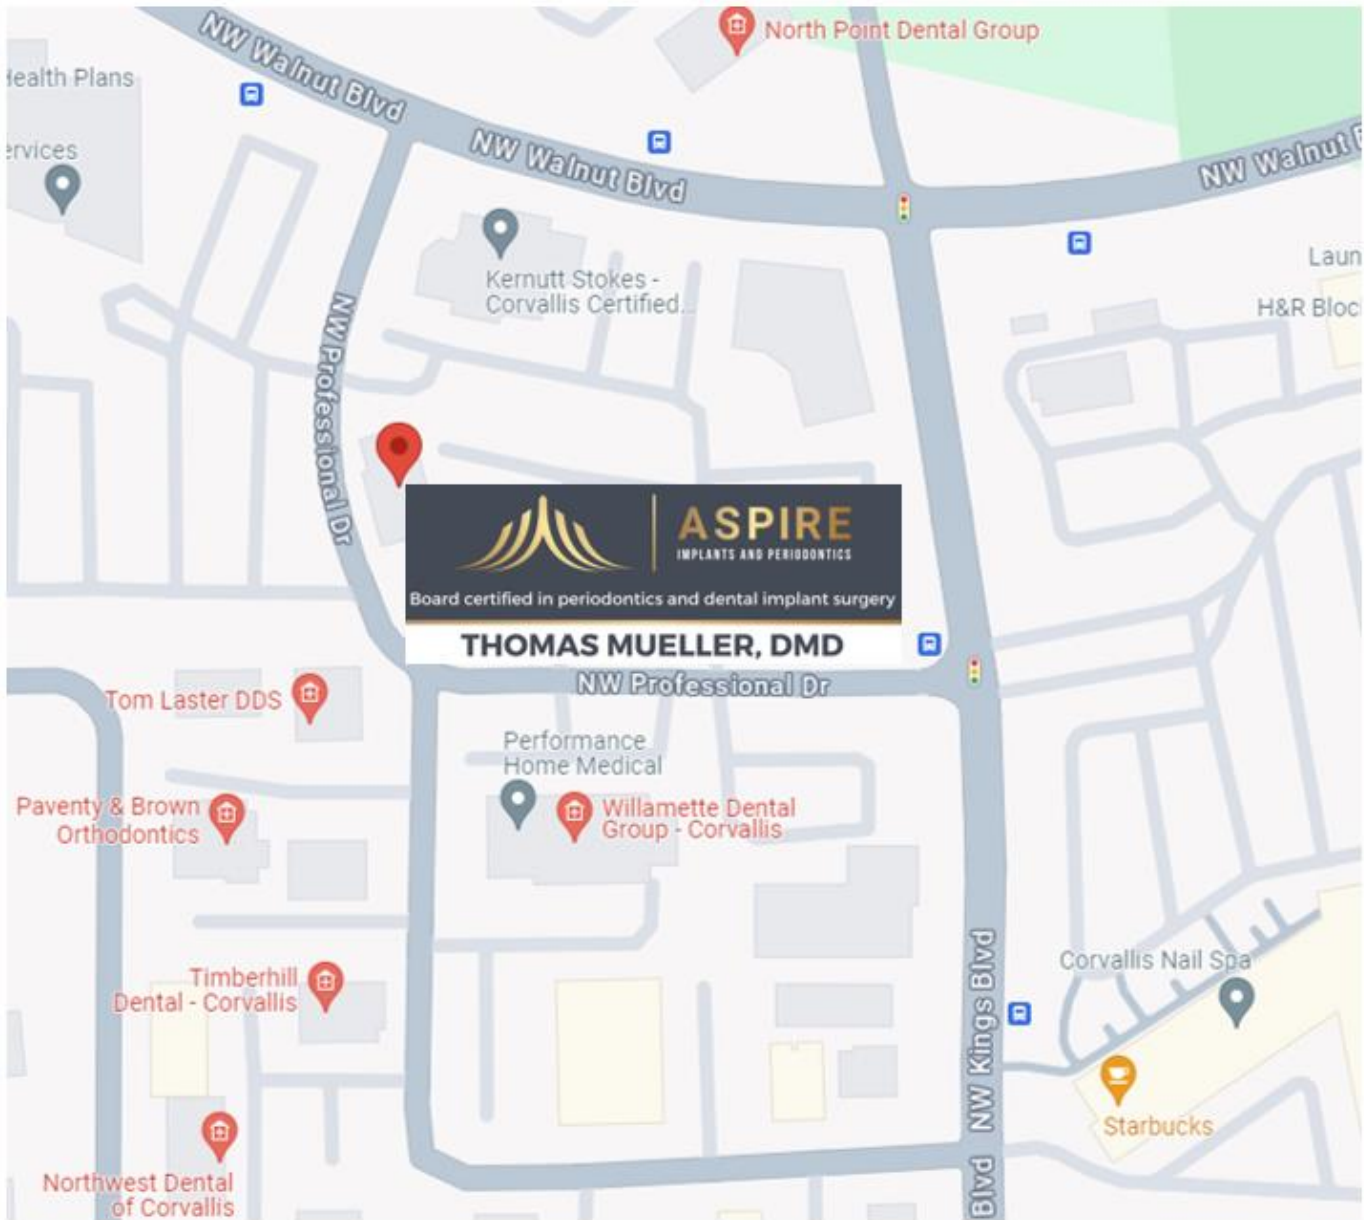 North Point Dental Group
NW Walnut Blvd
Health Plans
NW Walnut Blvd
NW Walnut
ervices
Kernutt Stokes -
Corvallis Certified...
Laun
H&R Bloc
NW Professional Dr
ASPIRE
IMPLANTS AND PERIODONTICS
Board certified in periodontics and dental implant surgery
THOMAS MUELLER, DMD
NW Professional Dr
Tom Laster DDS
Performance
Home Medical
Paventy & Brown
Orthodontics
Willamette Dental
Group - Corvallis
Corvallis Nail Spa
Timberhill
Dental - Corvallis
NW Kings Blvd
Starbucks
Northwest Dental
of Corvallis
Blvd